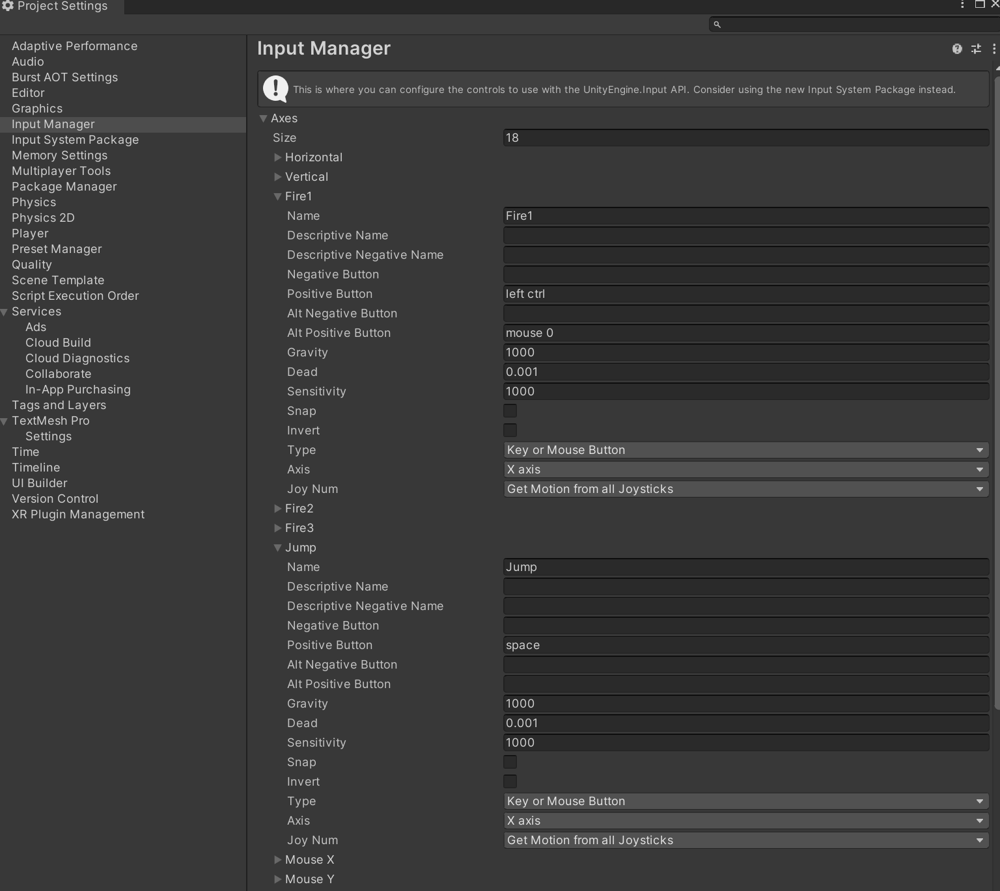 Project Settings
Adaptive Performance
Audio
Burst AOT Settings
Editor
Graphics
Input Manager
Input System Package
Memory Settings
Multiplayer Tools
Package Manager
Physics
Physics 2D
Player
Preset Manager
Quality
Scene Template
Script Execution Order
Services
Ads
Cloud Build
Cloud Diagnostics
Collaborate
In-App Purchasing
Tags and Layers
TextMesh Pro
Settings
Time
Timeline
UI Builder
Version Control
XR Plugin Management
Input Manager
This is where you can configure the controls to use with the UnityEngine.Input API. Consider using the new Input System Package instead.
Axes
Size 18
Horizontal
Vertical
Fire1
Name Fire1
Descriptive Name
Descriptive Negative Name
Negative Button
Positive Button left ctrl
Alt Negative Button
Alt Positive Button mouse 0
Gravity 1000
Dead 0.001
Sensitivity 1000
Snap
Invert
Type Key or Mouse Button
Axis X axis
Joy Num Get Motion from all Joysticks
Fire2
Fire3
Jump
Name Jump
Descriptive Name
Descriptive Negative Name
Negative Button
Positive Button space
Alt Negative Button
Alt Positive Button
Gravity 1000
Dead 0.001
Sensitivity 1000
Snap
Invert
Type Key or Mouse Button
Axis X axis
Joy Num Get Motion from all Joysticks
Mouse X
Mouse Y